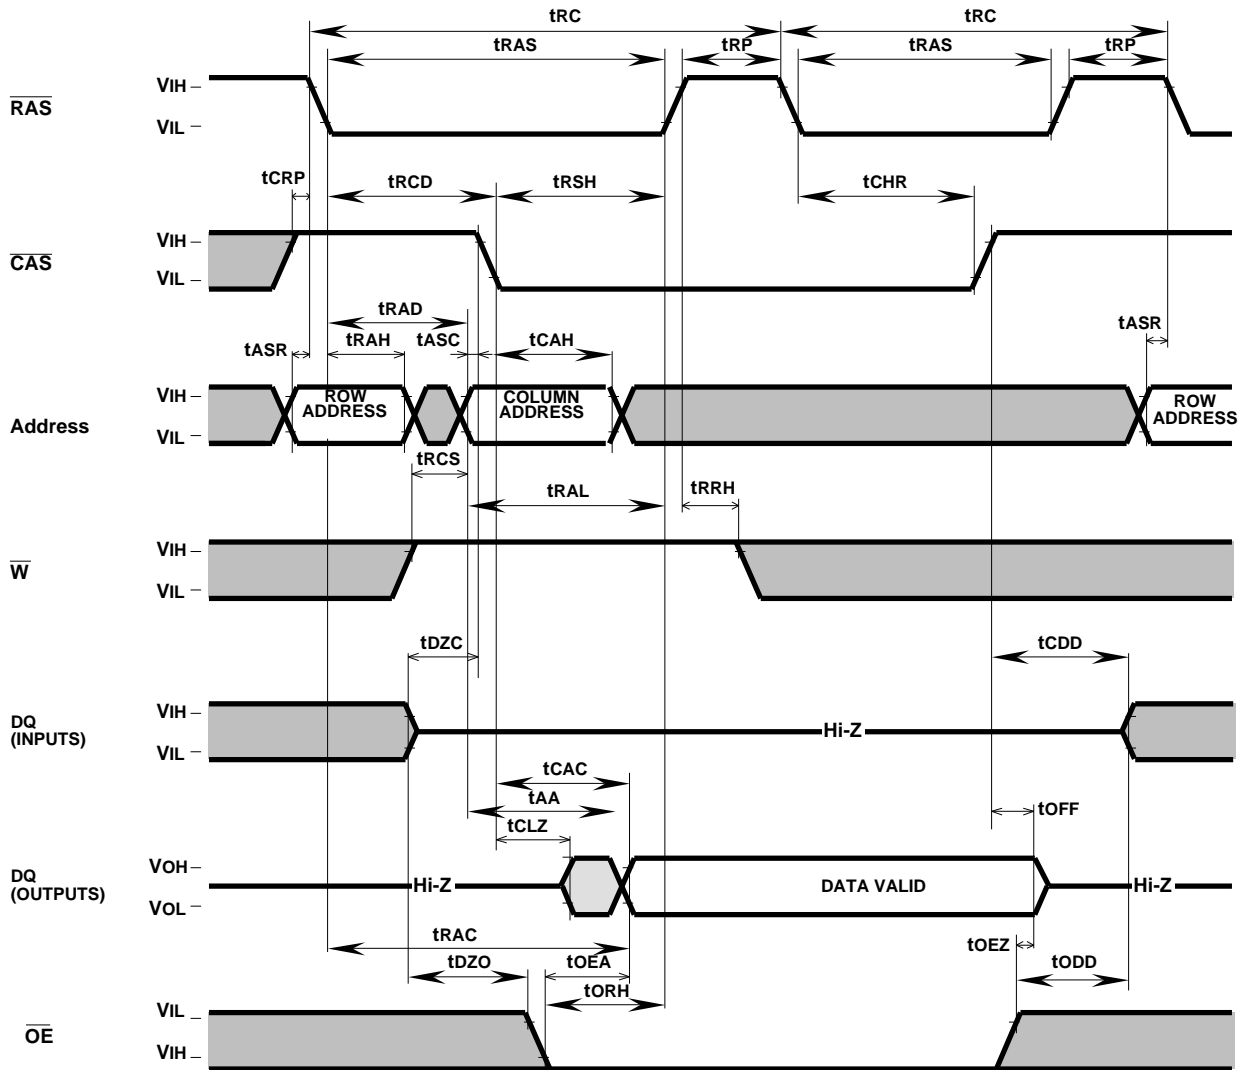 tRC tRC
tRAS tRP tRAS tRP
RAS VIH
VIL
tCRP tRCD tRSH tCHR
CAS VIH
VIL
tRAD
tASR tRAH tASC tCAH tASR
Address VIH ROW ADDRESS COLUMN ADDRESS ROW ADDRESS
VIL
tRCS
tRAL tRRH
W VIH
VIL
tDZC tCDD
DQ (INPUTS) VIH Hi-Z
VIL
tCAC
tAA tOFF
tCLZ
DQ (OUTPUTS) VOH Hi-Z DATA VALID Hi-Z
VOL
tRAC
tDZO tOEA tOEZ tODD
tORH
OE VIL
VIH